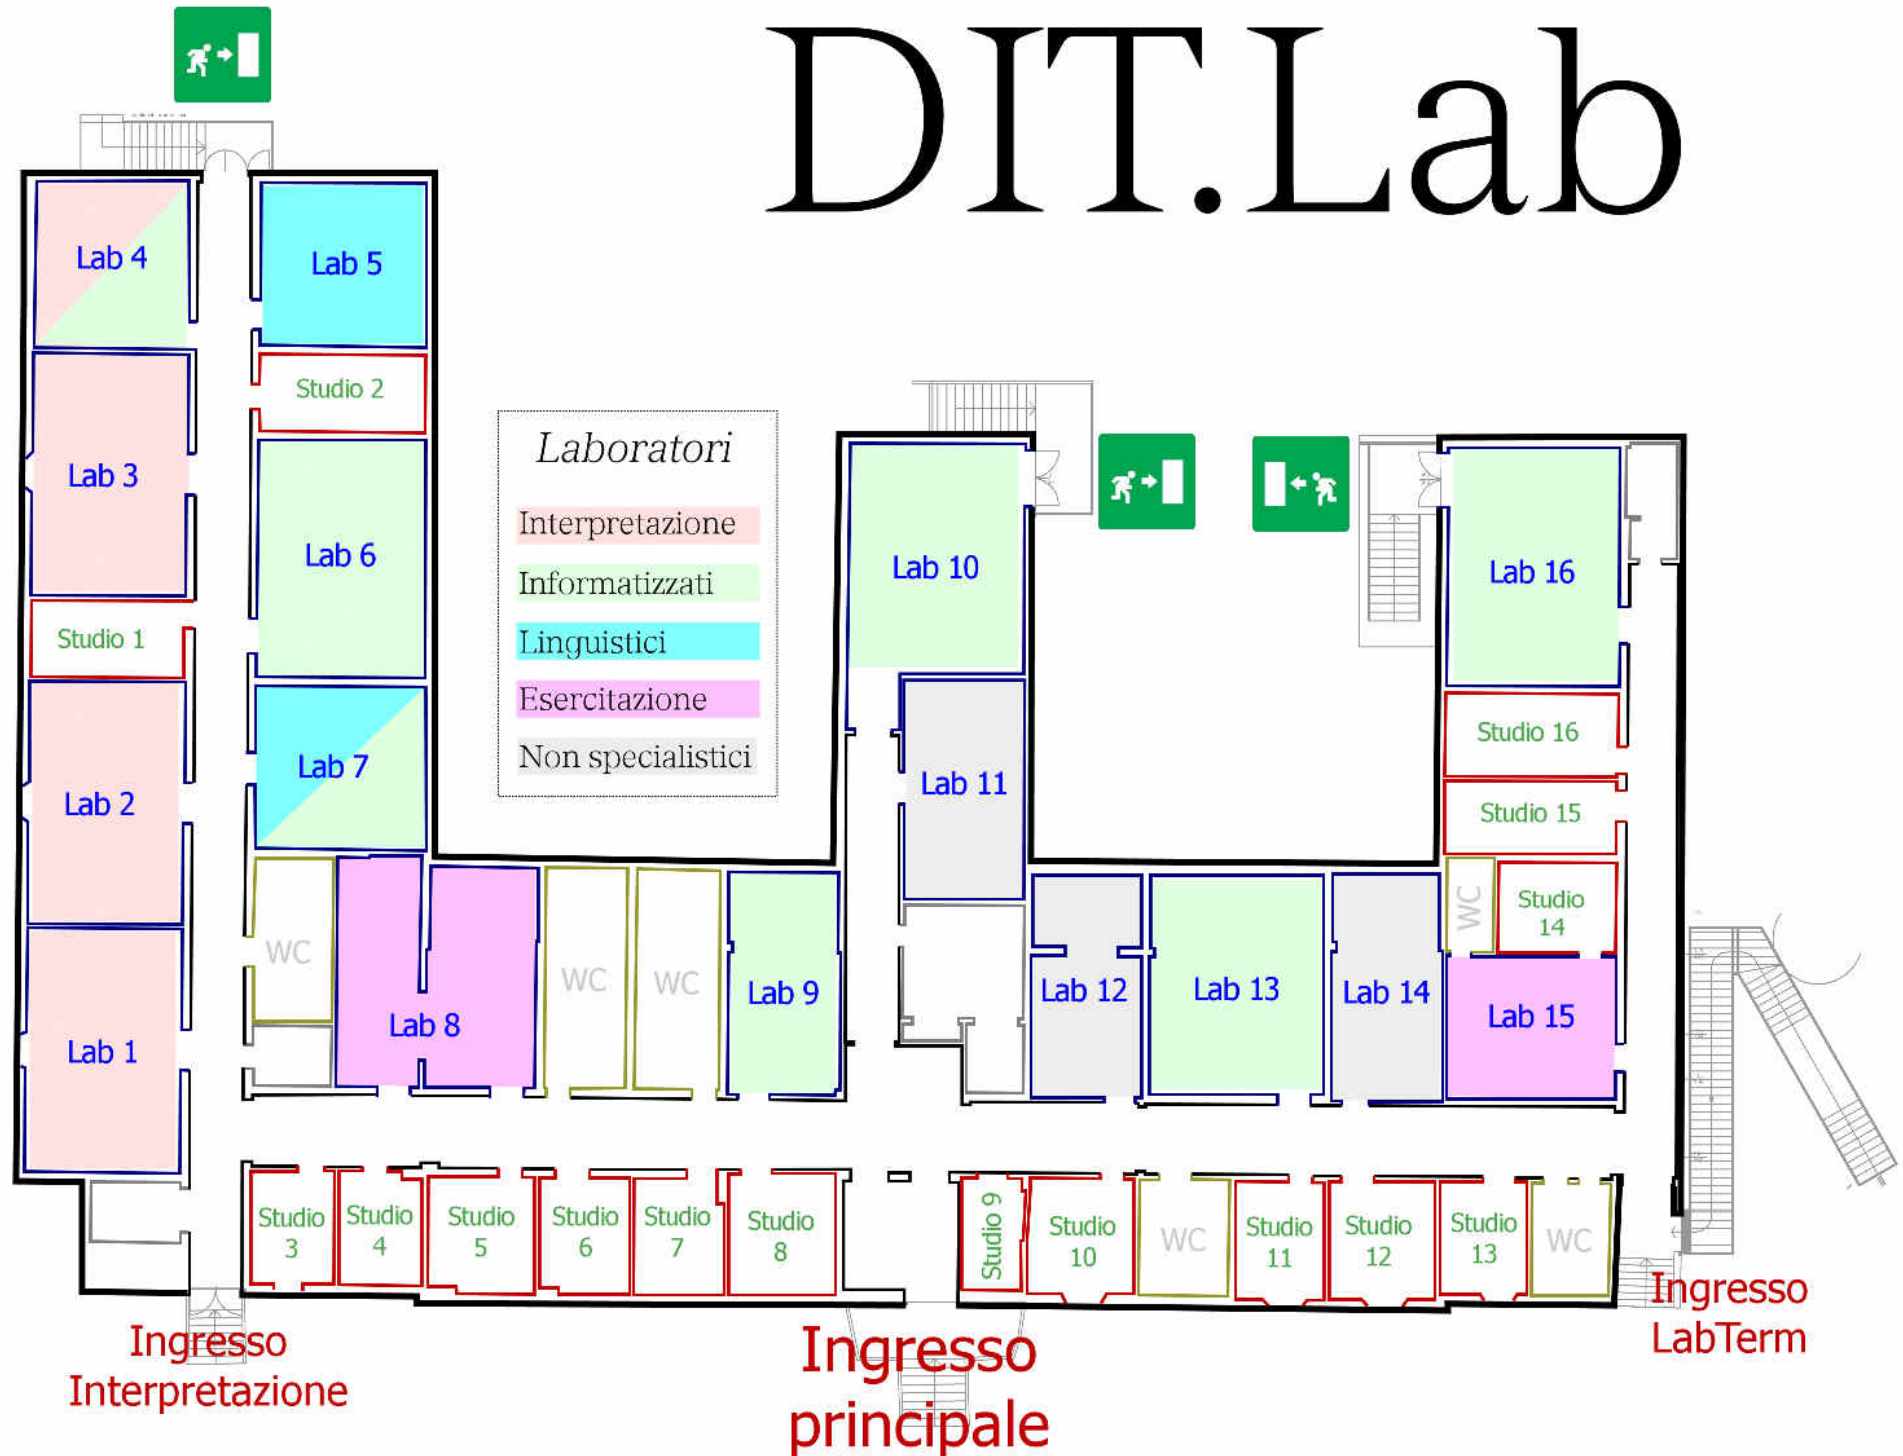 DIT.Lab
Lab 4
Lab 5
Studio 2
Lab 3
Lab 6
Studio 1
Lab 2
Lab 7
Lab 1
WC
Lab 8
WC
WC
Lab 9
Laboratori
Interpretazione
Informatizzati
Linguistici
Esercitazione
Non specialistici
Lab 10
Lab 11
Lab 12
Lab 13
Lab 14
Lab 16
Studio 16
Studio 15
WC
Studio
14
Lab 15
Studio
3
Studio
4
Studio
5
Studio
6
Studio
7
Studio
8
Studio 9
Studio
10
WC
Studio
11
Studio
12
Studio
13
WC
Ingresso
Interpretazione
Ingresso
principale
Ingresso
LabTerm